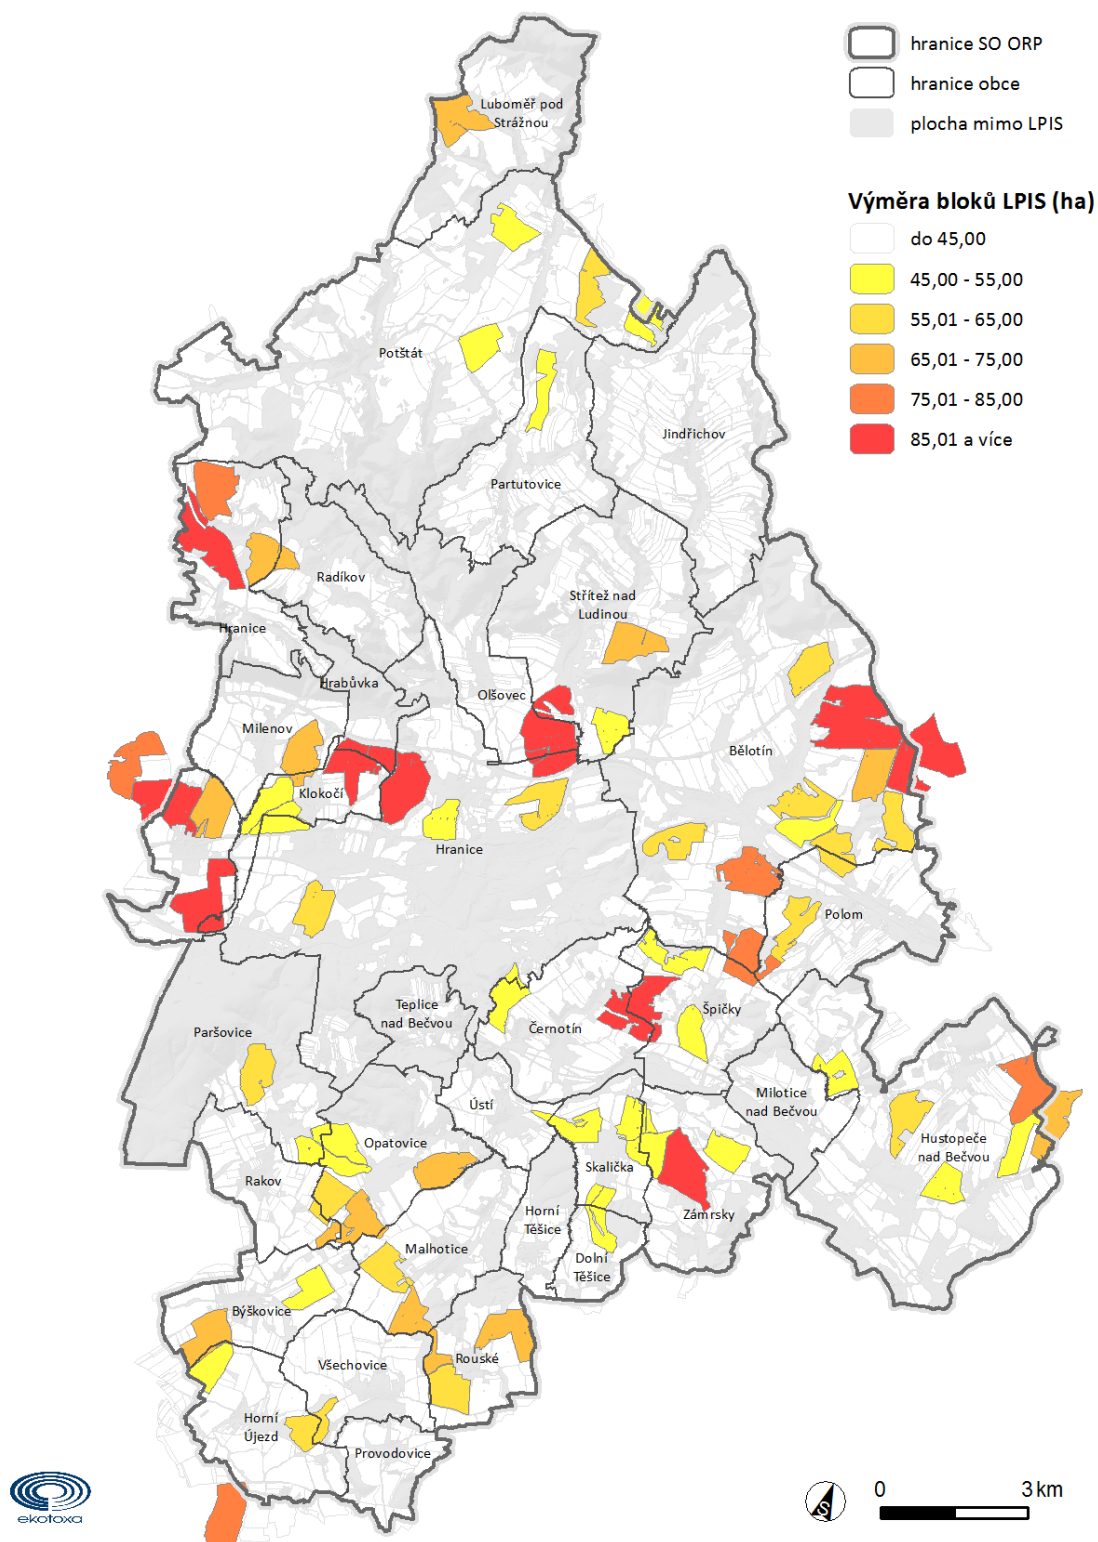 hranice SO ORP
hranice obce
plocha mimo LPIS
Výměra bloků LPIS (ha)
do 45,00
45,00 - 55,00
55,01 - 65,00
65,01 - 75,00
75,01 - 85,00
85,01 a více
Luboměř pod
Strážnou
Potštát
Jindřichov
Partutovice
Radíkov
Střítež nad
Ludinou
Hranice
Hrabůvka
Olšovec
Milenov
Bělotín
Klokočí
Hranice
Polom
Teplice
nad Bečvou
Špičky
Černotín
Paršovice
Milotice
nad Bečvou
Ústí
Opatovice
Hustopeče
nad Bečvou
Skalička
Rakov
Horní
Těšice
Zámrsky
Malhotice
Dolní
Těšice
Býškovice
Všechovice
Rouské
Horní
Újezd
Provodovice
ekotoxa
S
0 3 km